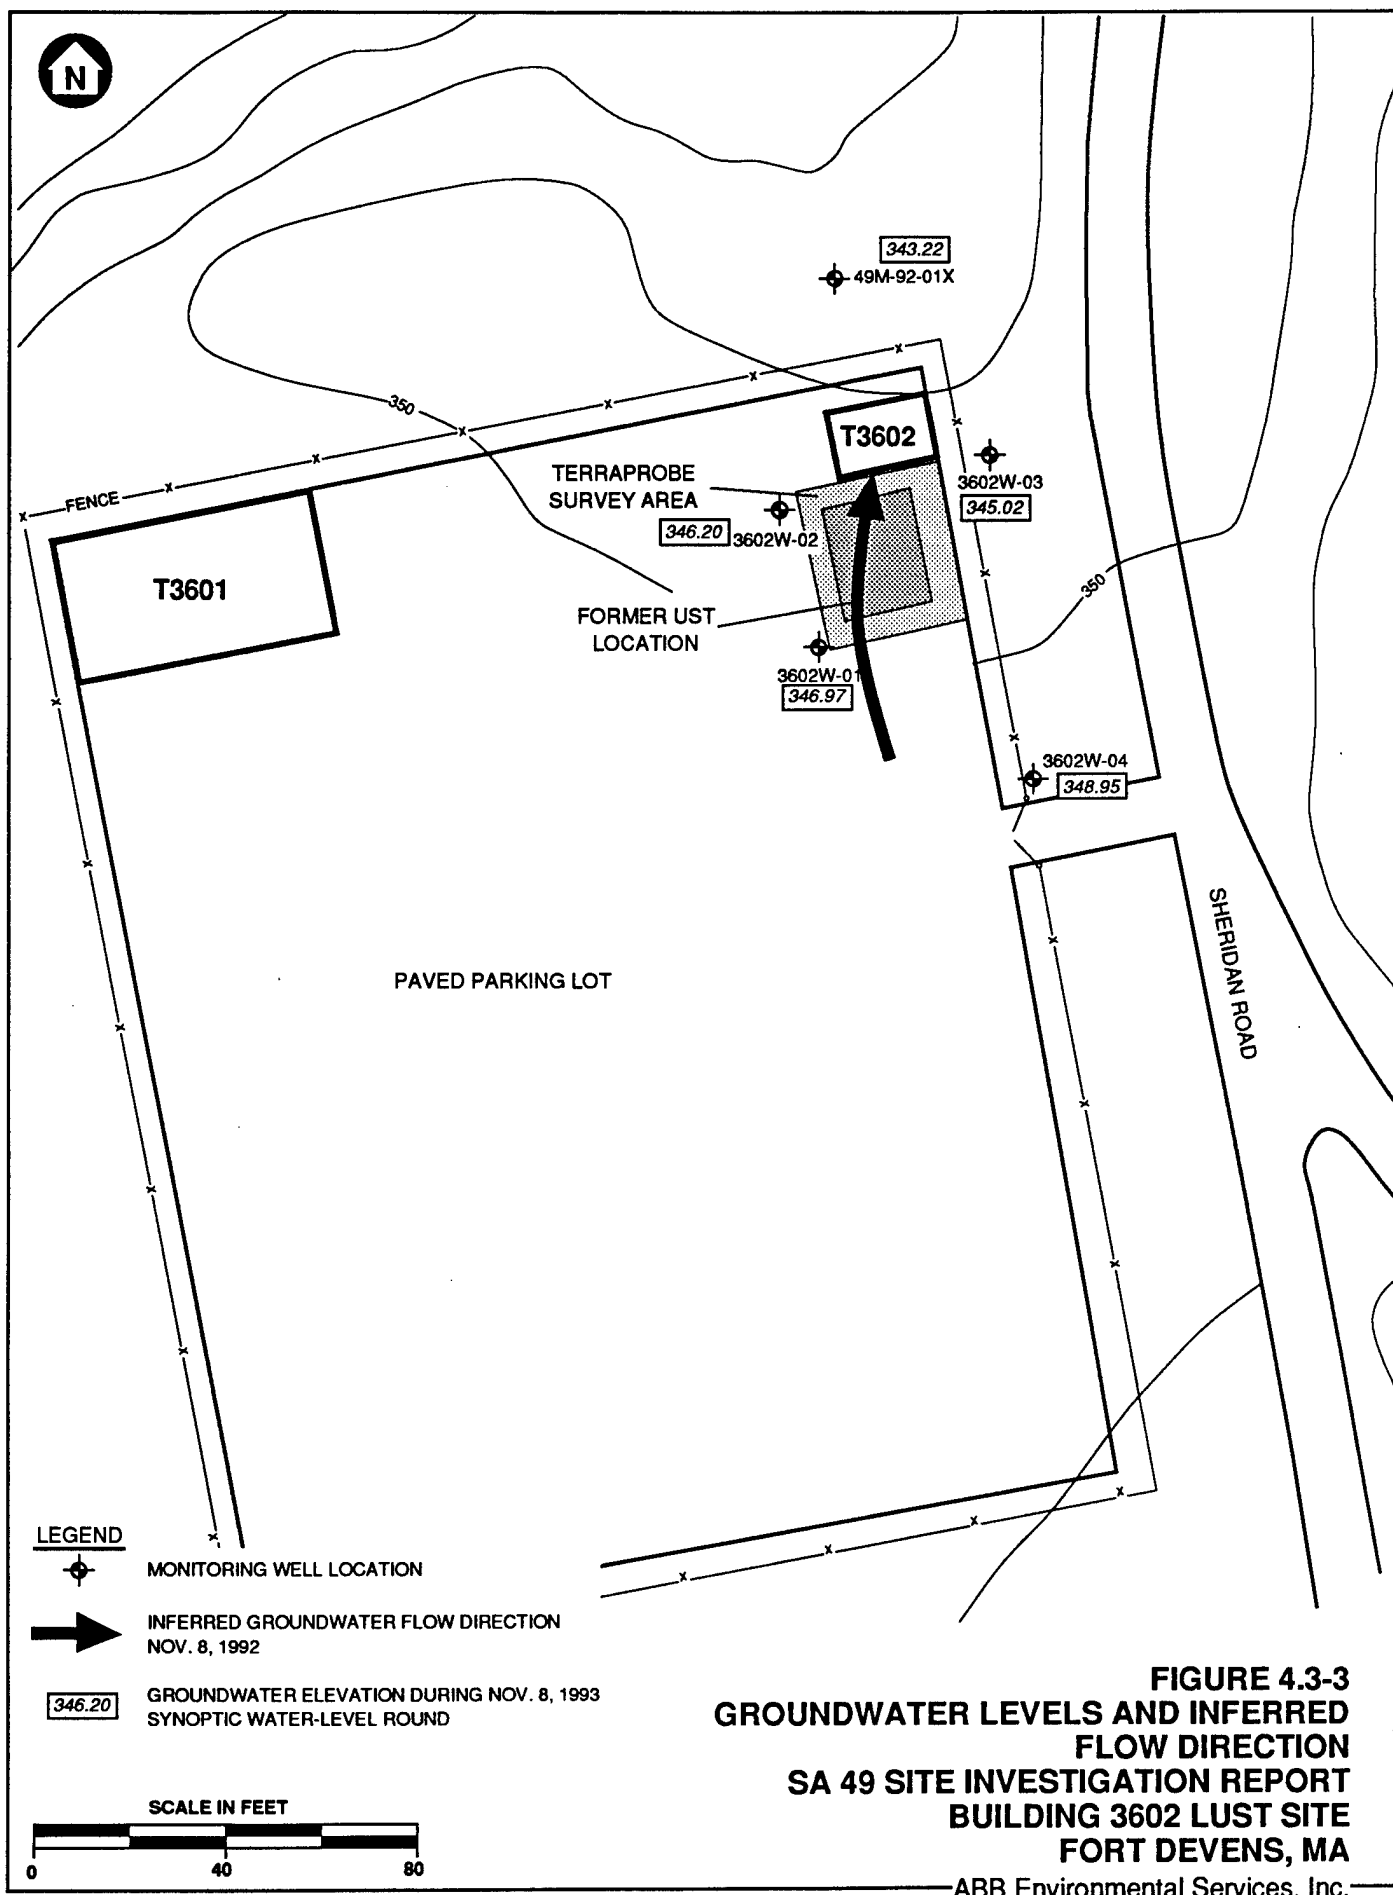 N
343.22
49M-92-01X
350
T3602
TERRAPROBE
SURVEY AREA
3602W-03
345.02
FENCE
346.20
3602W-02
T3601
350
FORMER UST
LOCATION
3602W-01
346.97
3602W-04
348.95
SHERIDAN ROAD
PAVED PARKING LOT
LEGEND
MONITORING WELL LOCATION
INFERRED GROUNDWATER FLOW DIRECTION
NOV. 8, 1992
346.20
GROUNDWATER ELEVATION DURING NOV. 8, 1993
SYNOPTIC WATER-LEVEL ROUND
SCALE IN FEET
0 40 80
FIGURE 4.3-3
GROUNDWATER LEVELS AND INFERRED
FLOW DIRECTION
SA 49 SITE INVESTIGATION REPORT
BUILDING 3602 LUST SITE
FORT DEVENS, MA
ABB Environmental Services, Inc.